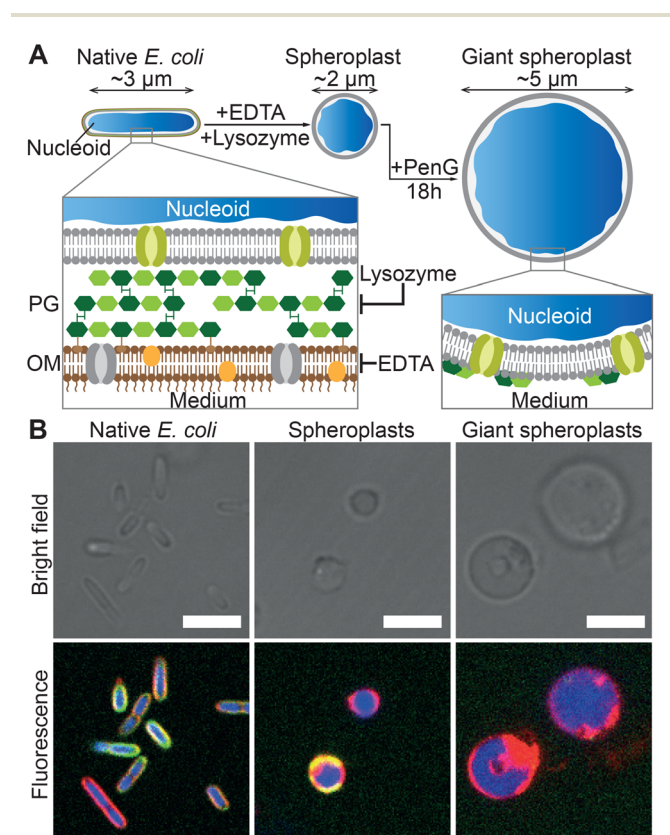 A
Native E. coli
~3 µm
Spheroplast
~2 µm
Giant spheroplast
~5 µm
+EDTA
+Lysozyme
Nucleoid
+PenG
18h
Nucleoid
Lysozyme
PG
OM
EDTA
Medium
Nucleoid
Medium
B
Native E. coli
Spheroplasts
Giant spheroplasts
Bright field
Fluorescence